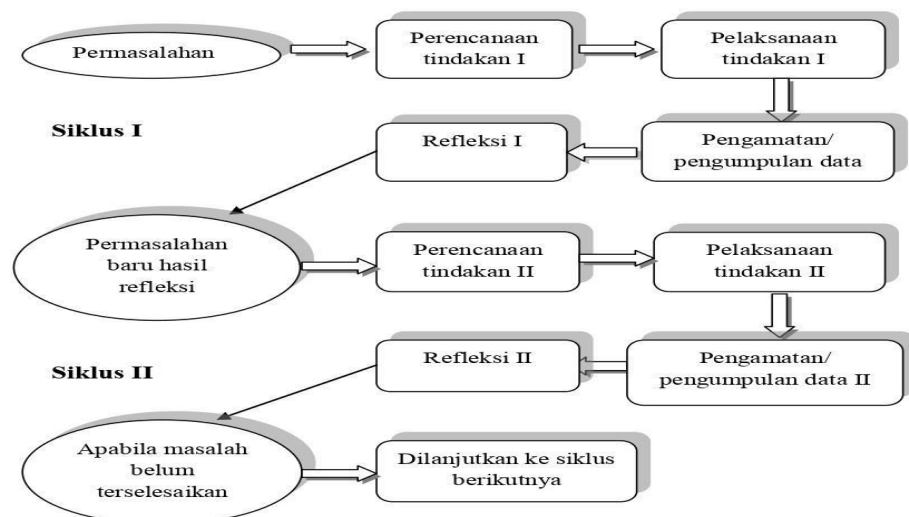 Permasalahan
Perencanaan
tindakan I
Pelaksanaan
tindakan I
Siklus I
Refleksi I
Pengamatan/
pengumpulan data
Permasalahan
baru hasil
refleksi
Perencanaan
tindakan II
Pelaksanaan
tindakan II
Siklus II
Refleksi II
Pengamatan/
pengumpulan data II
Apabila masalah
belum
terselesaikan
Dilanjutkan ke siklus
berikutnya